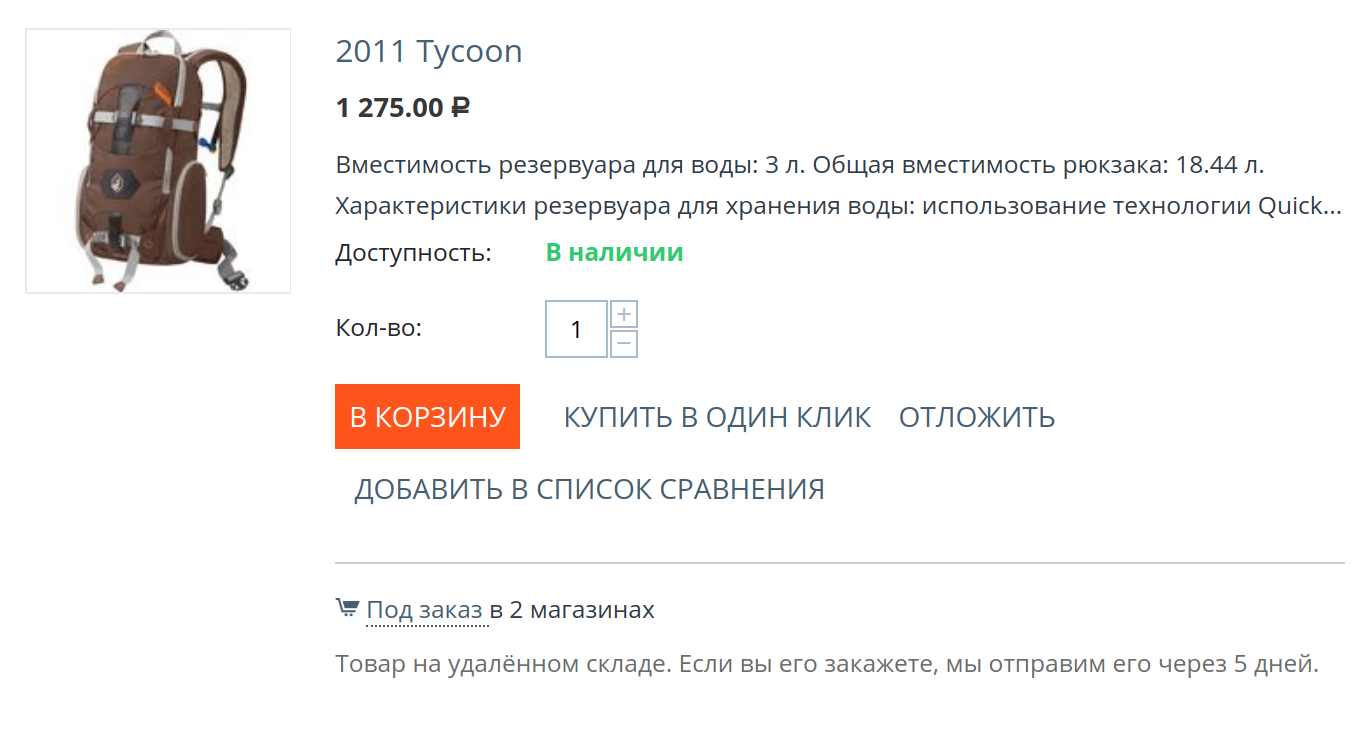 2011 Tycoon
1 275.00 ₽
Вместимость резервуара для воды: 3 л. Общая вместимость рюкзака: 18.44 л.
Характеристики резервуара для хранения воды: использование технологии Quick...
Доступность: В наличии
Кол-во: 1 + −
В КОРЗИНУ КУПИТЬ В ОДИН КЛИК ОТЛОЖИТЬ
ДОБАВИТЬ В СПИСОК СРАВНЕНИЯ
Под заказ в 2 магазинах
Товар на удалённом складе. Если вы его закажете, мы отправим его через 5 дней.